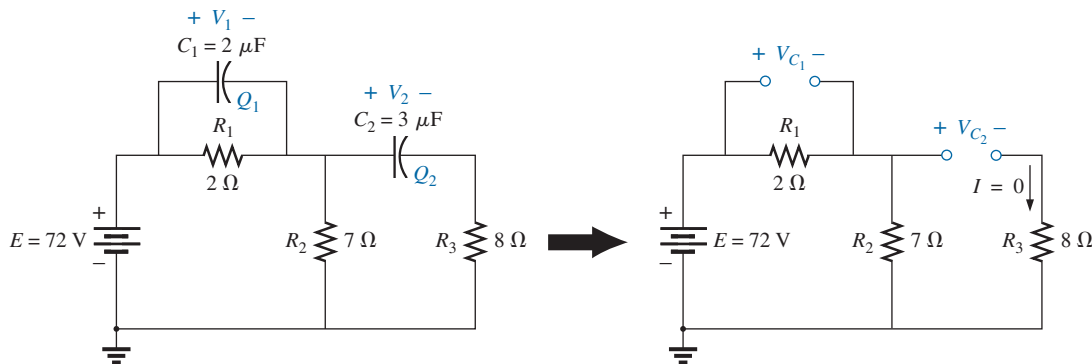 + V1 –
C1 = 2 μF
Q1
R1
2 Ω
+ V2 –
C2 = 3 μF
Q2
+
E = 72 V
–
R2
7 Ω
R3
8 Ω
+ VC1 –
R1
2 Ω
+ VC2 –
I = 0
+
E = 72 V
–
R2
7 Ω
R3
8 Ω